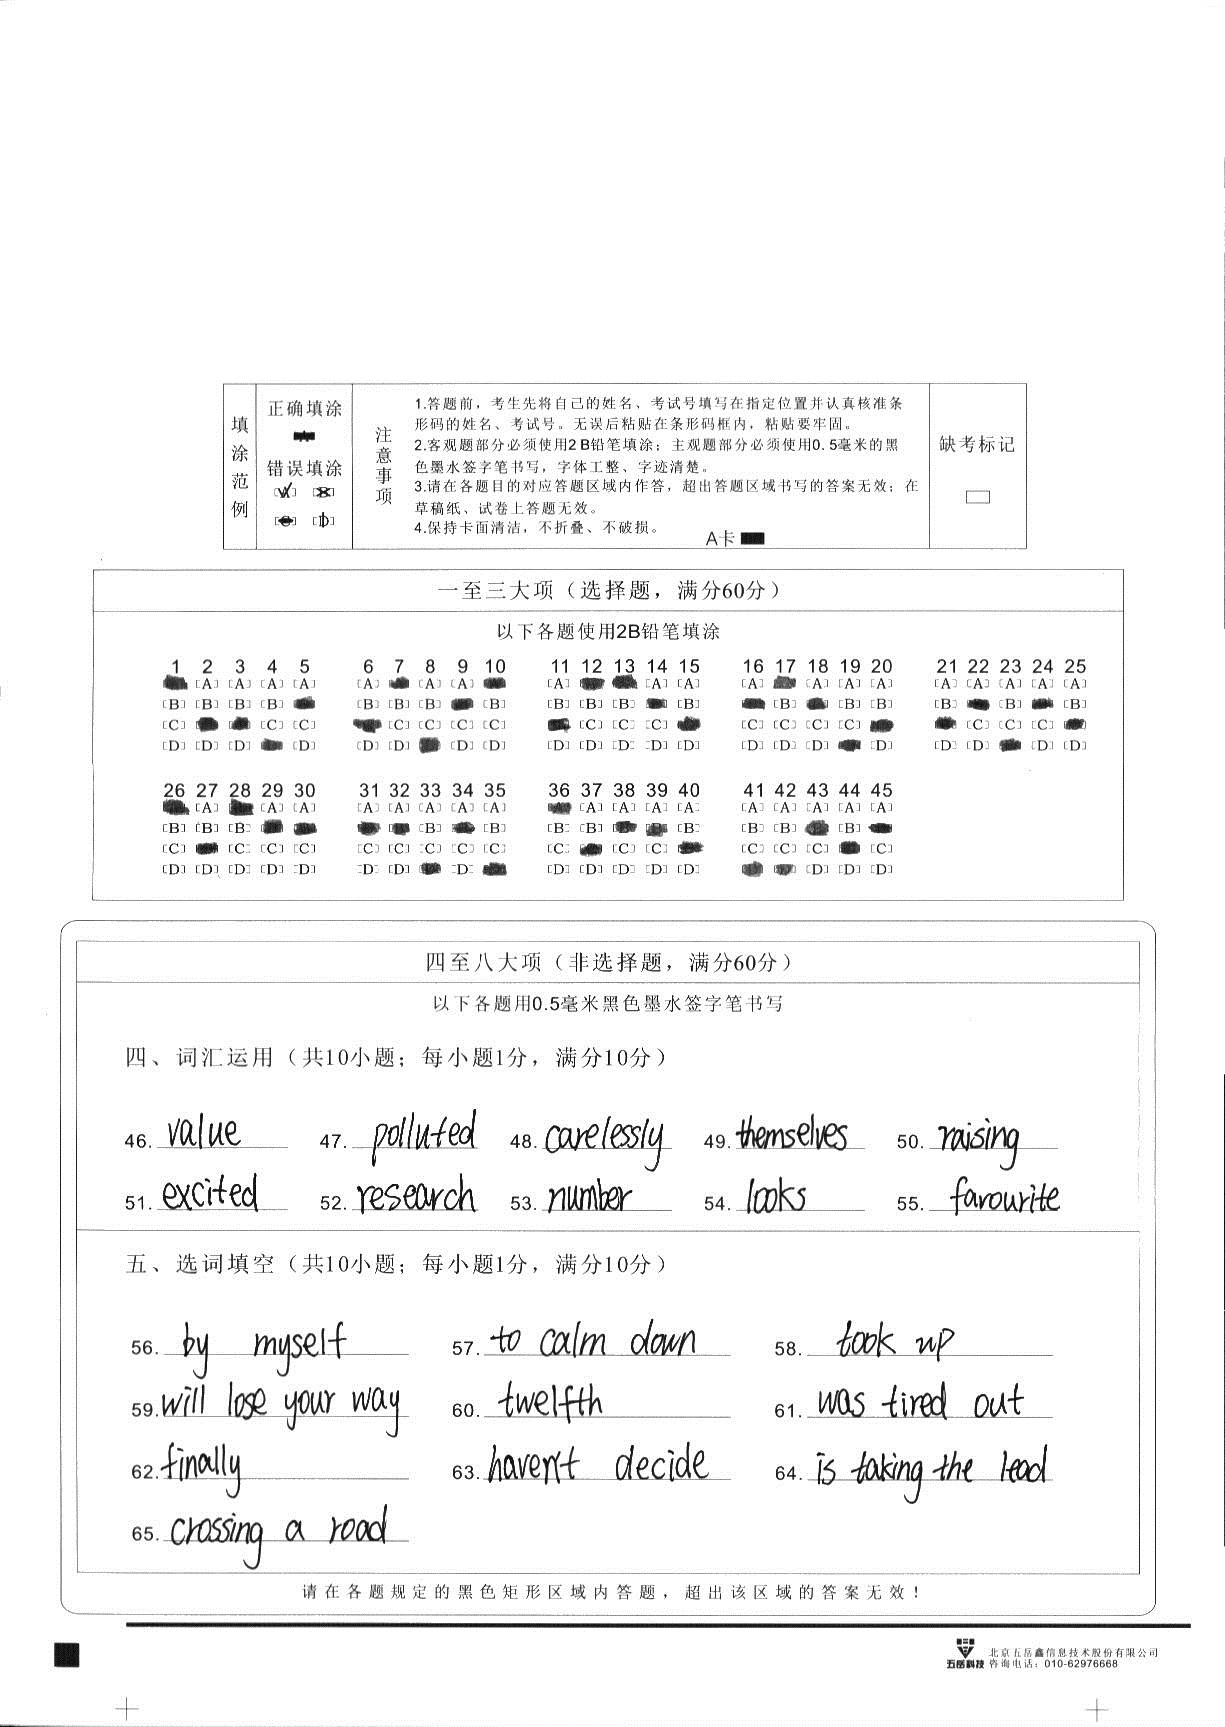 填涂范例
正确填涂
错误填涂
注意事项
1.答题前，考生先将自己的姓名、考试号填写在指定位置并认真核准条
形码的姓名、考试号。无误后粘贴在条形码框内，粘贴要牢固。
2.客观题部分必须使用2B铅笔填涂；主观题部分必须使用0.5毫米的黑
色墨水签字笔书写，字体工整、字迹清楚。
3.请在各题目的对应答题区域内作答，超出答题区域书写的答案无效；在
草稿纸、试卷上答题无效。
4.保持卡面清洁，不折叠、不破损。
A卡
缺考标记
一至三大项（选择题，满分60分）
以下各题使用2B铅笔填涂
1 2 3 4 5 6 7 8 9 10 11 12 13 14 15 16 17 18 19 20 21 22 23 24 25
[A] [A] [A] [A] [A] [A] [A] [A] [A] [A] [A] [A] [A] [A] [A] [A] [A] [A] [A]
[B] [B] [B] [B] [B] [B] [B] [B] [B] [B] [B] [B] [B] [B] [B] [B] [B] [B] [B]
[C] [C] [C] [C] [C] [C] [C] [C] [C] [C] [C] [C] [C] [C] [C] [C] [C]
[D] [D] [D] [D] [D] [D] [D] [D] [D] [D] [D] [D] [D] [D] [D] [D] [D] [D] [D] [D] [D]
26 27 28 29 30 31 32 33 34 35 36 37 38 39 40 41 42 43 44 45
[A] [A] [A] [A] [A] [A] [A] [A] [A] [A] [A] [A] [A] [A] [A] [A] [A]
[B] [B] [B] [B] [B] [B] [B] [B] [B] [B] [B]
[C] [C] [C] [C] [C] [C] [C] [C] [C] [C] [C] [C] [C] [C] [C] [C]
[D] [D] [D] [D] [D] [D] [D] [D] [D] [D] [D] [D] [D] [D] [D] [D]
四至八大项（非选择题，满分60分）
以下各题用0.5毫米黑色墨水签字笔书写
四、词汇运用（共10小题；每小题1分，满分10分）
46. value 47. polluted 48. carelessly 49. themselves 50. raising
51. excited 52. research 53. number 54. looks 55. favourite
五、选词填空（共10小题；每小题1分，满分10分）
56. by myself 57. to calm down 58. took up
59. will lose your way 60. twelfth 61. was tired out
62. finally 63. haven't decide 64. is taking the lead
65. crossing a road
请在各题规定的黑色矩形区域内答题，超出该区域的答案无效！
五岳科技
北京五岳鑫信息技术股份有限公司
咨询电话：010-62976668